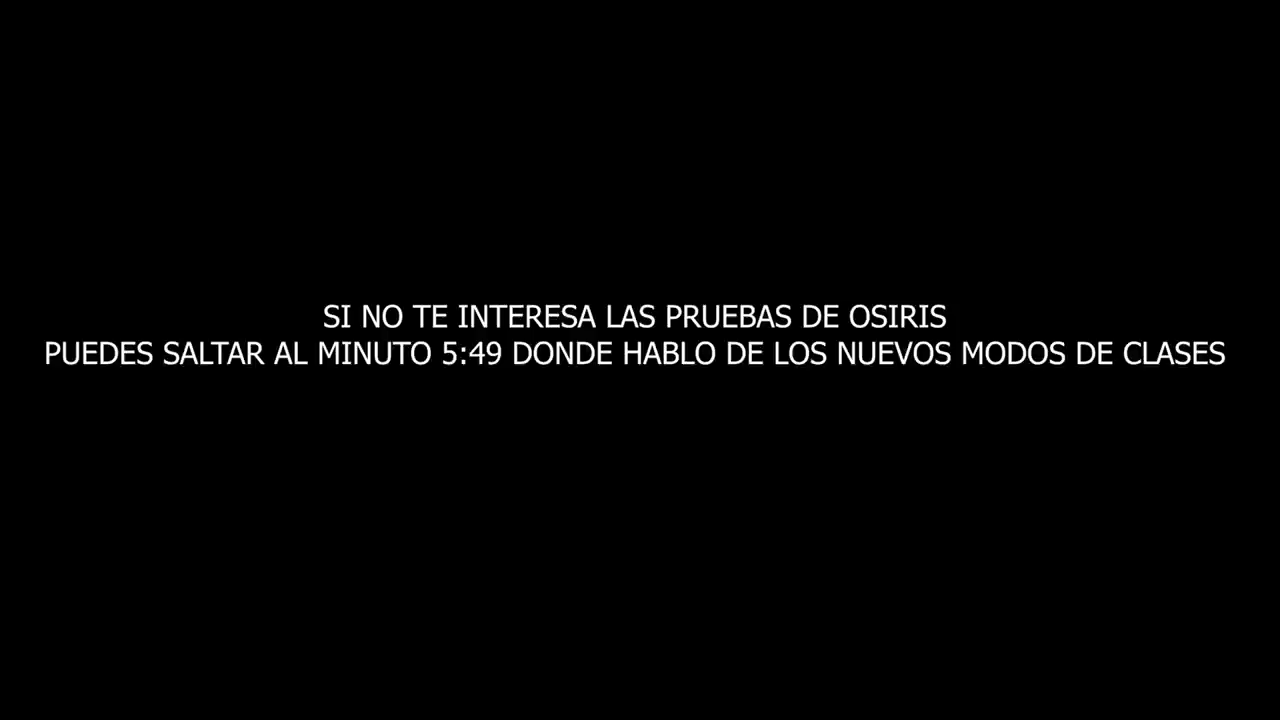 SI NO TE INTERESA LAS PRUEBAS DE OSIRIS
PUEDES SALTAR AL MINUTO 5:49 DONDE HABLO DE LOS NUEVOS MODOS DE CLASES